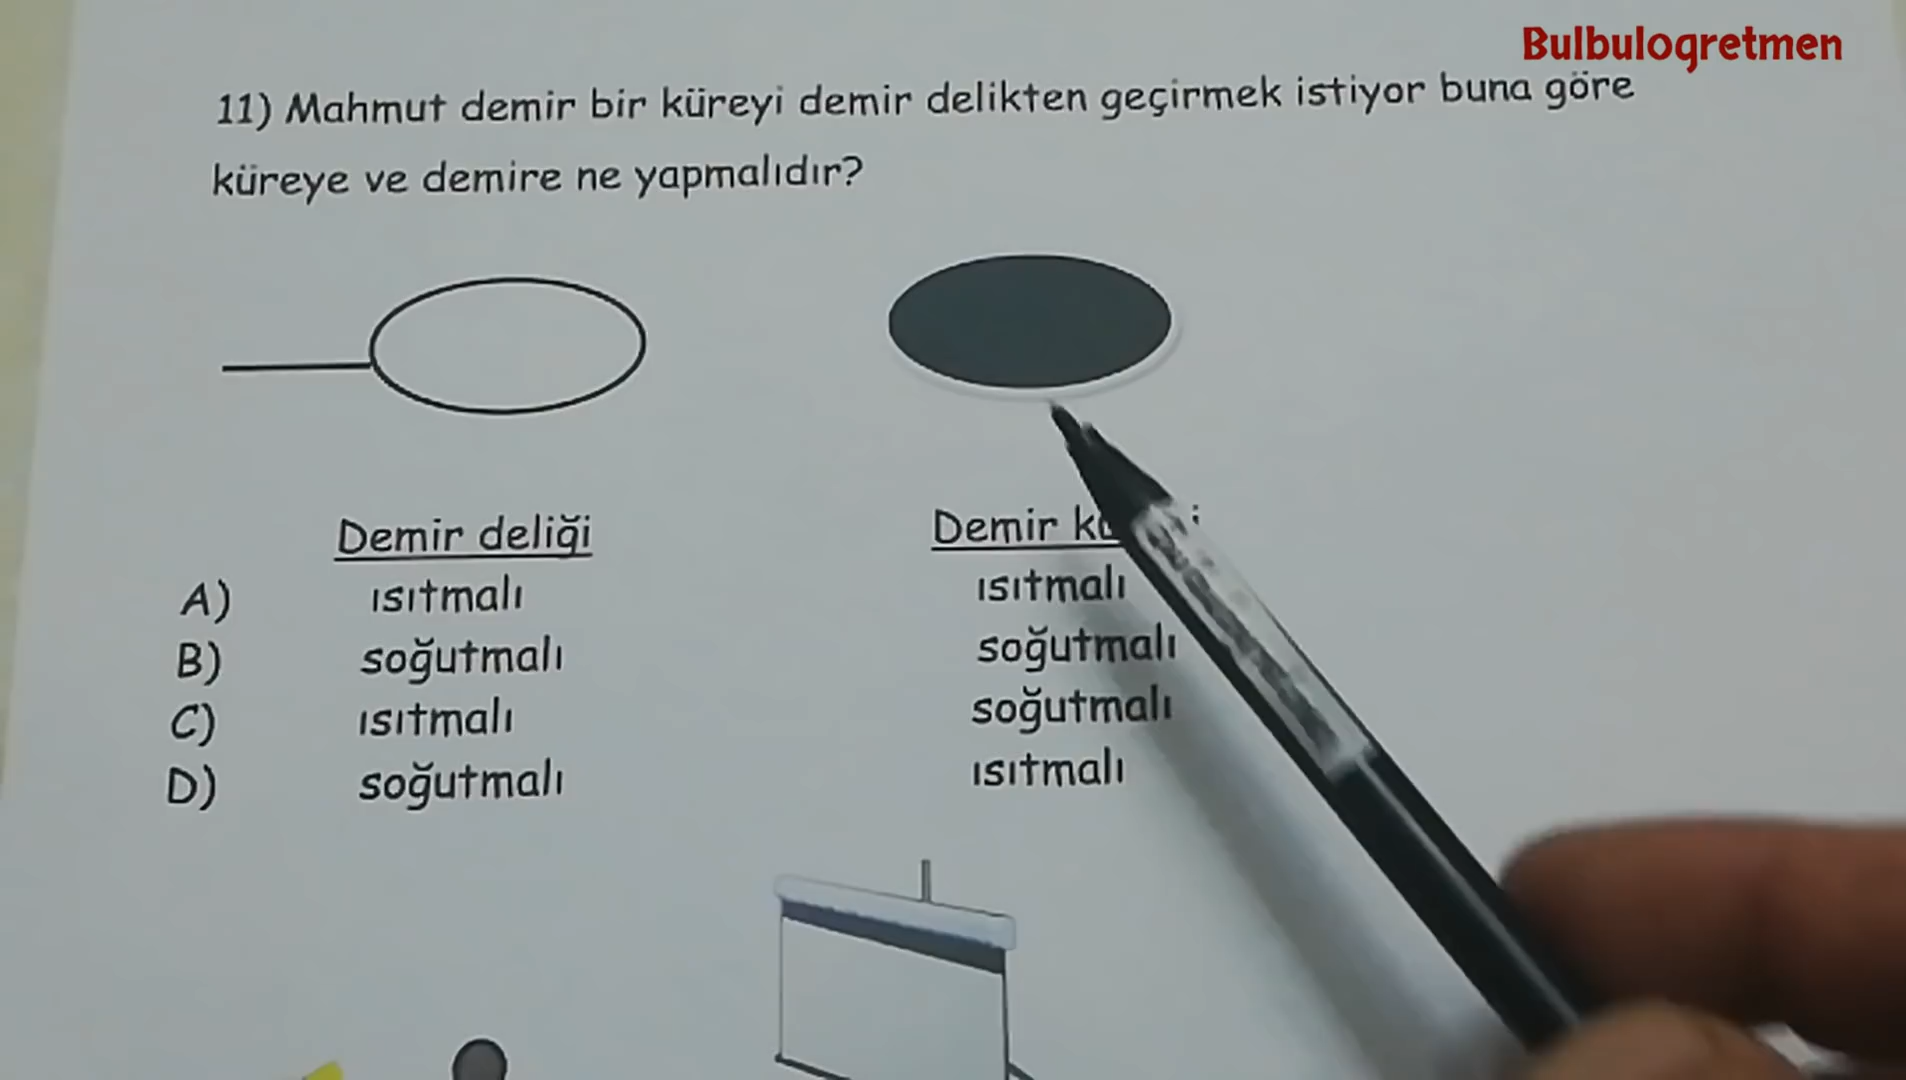 Bulbulogretmen
11) Mahmut demir bir küreyi demir delikten geçirmek istiyor buna göre
küreye ve demire ne yapmalıdır?
Demir deliği Demir
A) ısıtmalı ısıtmalı
B) soğutmalı soğutmalı
C) ısıtmalı soğutmalı
D) soğutmalı ısıtmalı